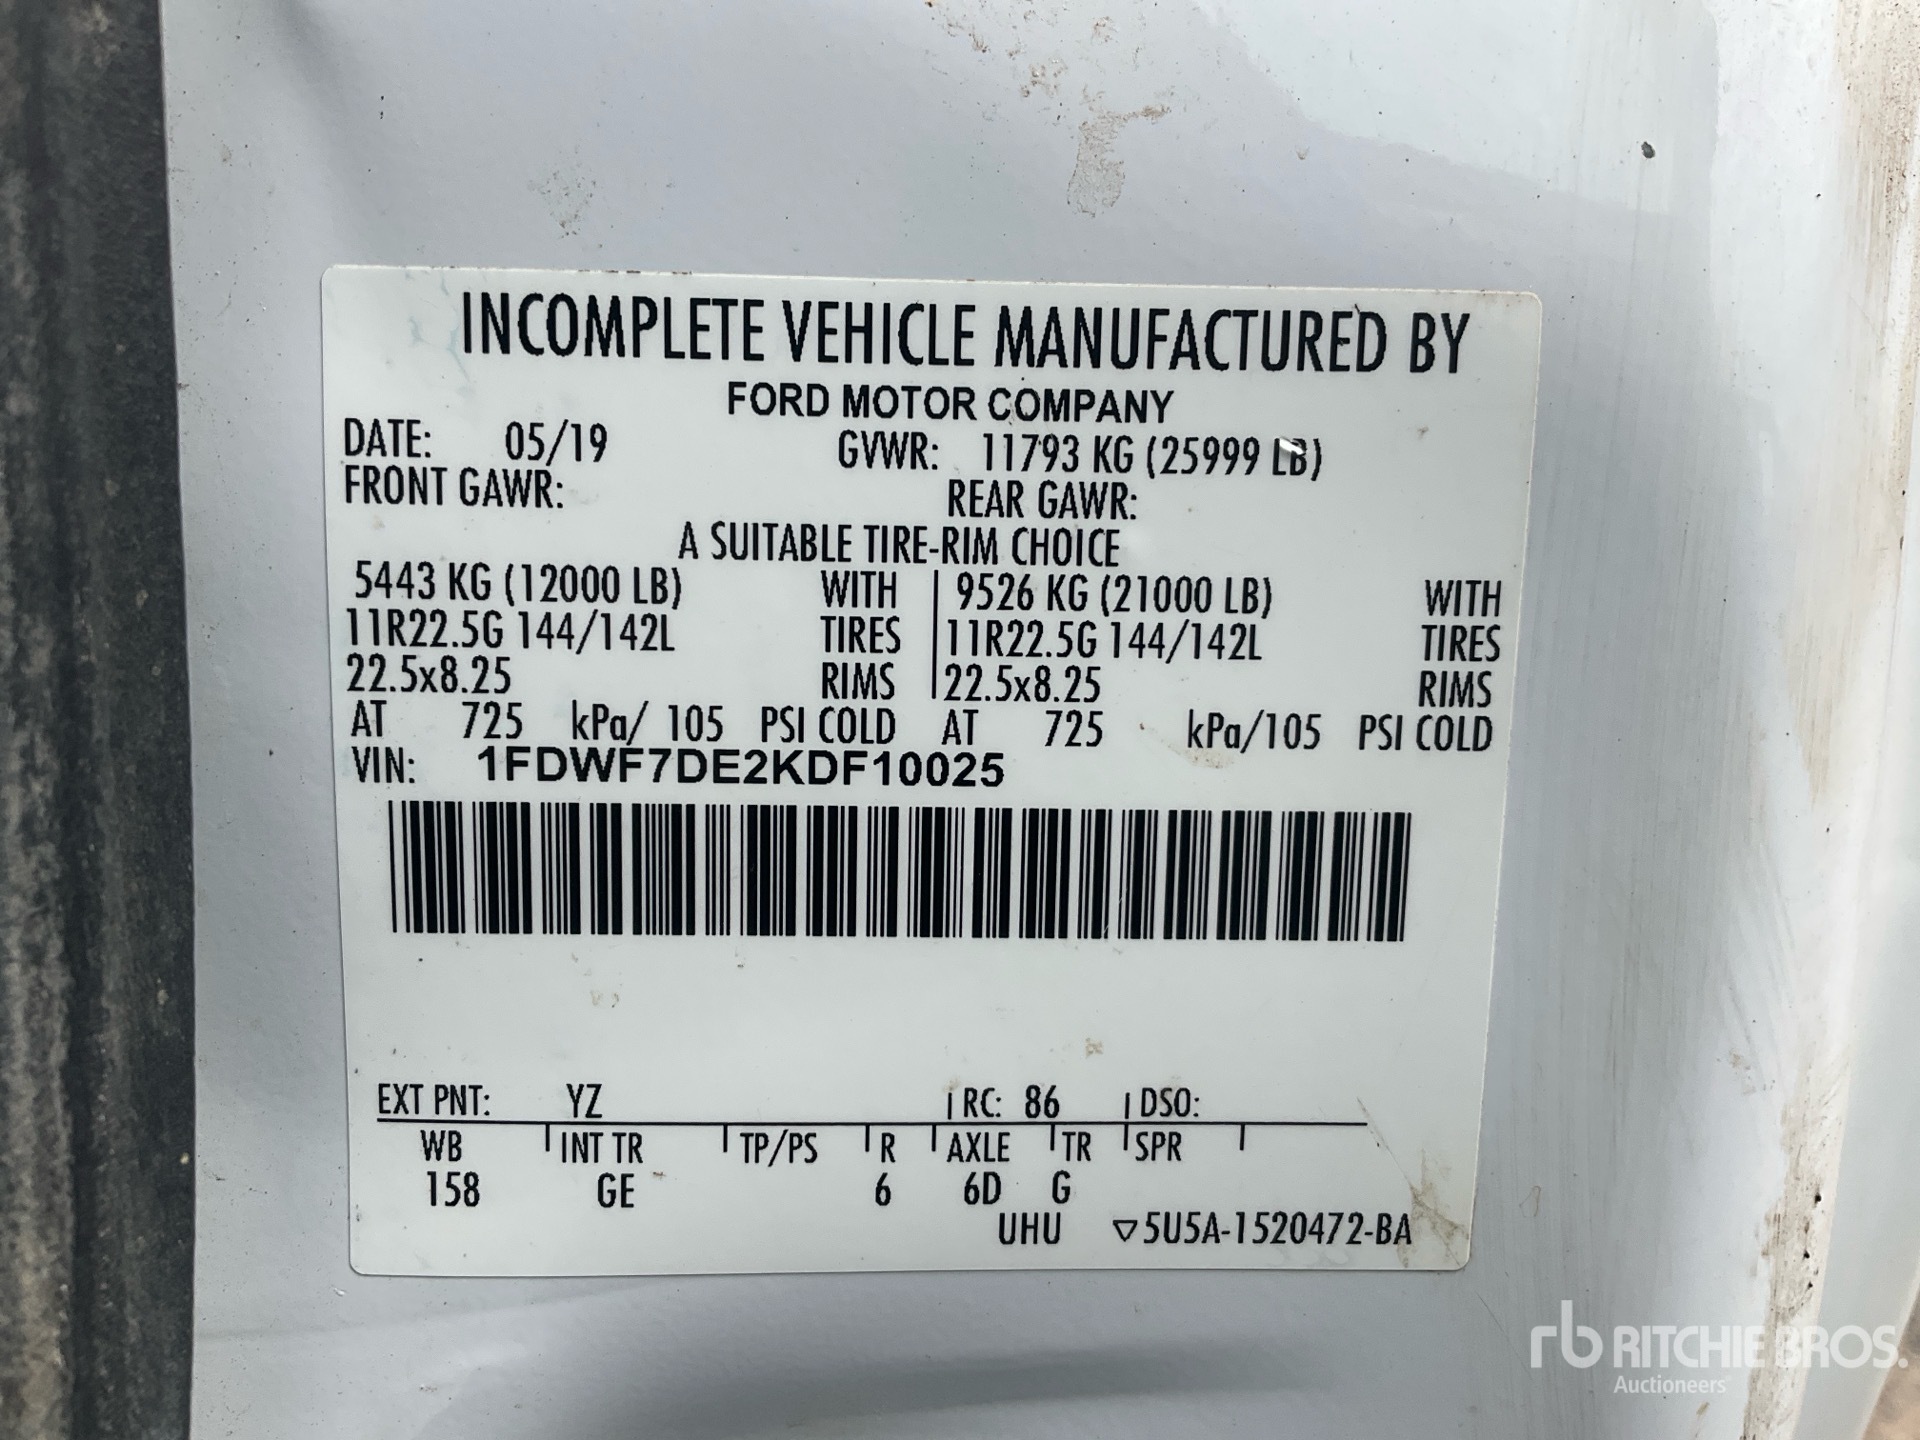 INCOMPLETE VEHICLE MANUFACTURED BY
FORD MOTOR COMPANY
DATE: 05/19 GVWR: 11793 KG (25999 LB)
FRONT GAWR: REAR GAWR:
A SUITABLE TIRE-RIM CHOICE
5443 KG (12000 LB) WITH 9526 KG (21000 LB) WITH
11R22.5G 144/142L TIRES 11R22.5G 144/142L TIRES
22.5x8.25 RIMS 22.5x8.25 RIMS
AT 725 kPa/ 105 PSI COLD AT 725 kPa/105 PSI COLD
VIN: 1FDWF7DE2KDF10025
EXT PNT: YZ RC: 86 DSO:
WB INT TR TP/PS R AXLE TR SPR
158 GE 6 6D G
UHU ▽5U5A-1520472-BA
rb RITCHIE BROS.
Auctioneers